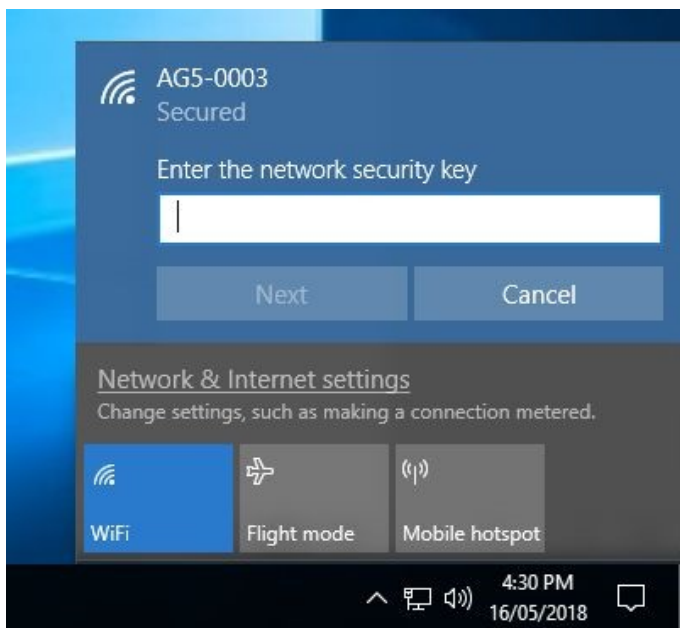 AG5-0003
Secured
Enter the network security key
Next
Cancel
Network & Internet settings
Change settings, such as making a connection metered.
WiFi
Flight mode
Mobile hotspot
4:30 PM
16/05/2018